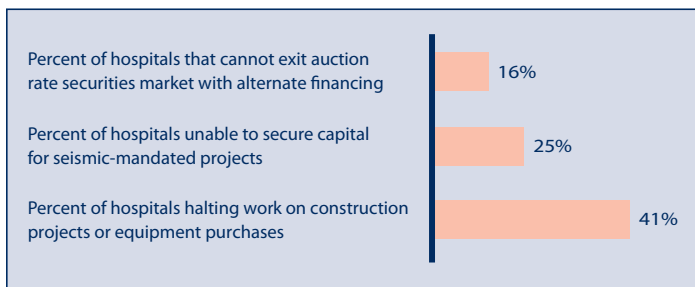 Percent of hospitals that cannot exit auction
rate securities market with alternate financing
16%
Percent of hospitals unable to secure capital
for seismic-mandated projects
25%
Percent of hospitals halting work on construction
projects or equipment purchases
41%